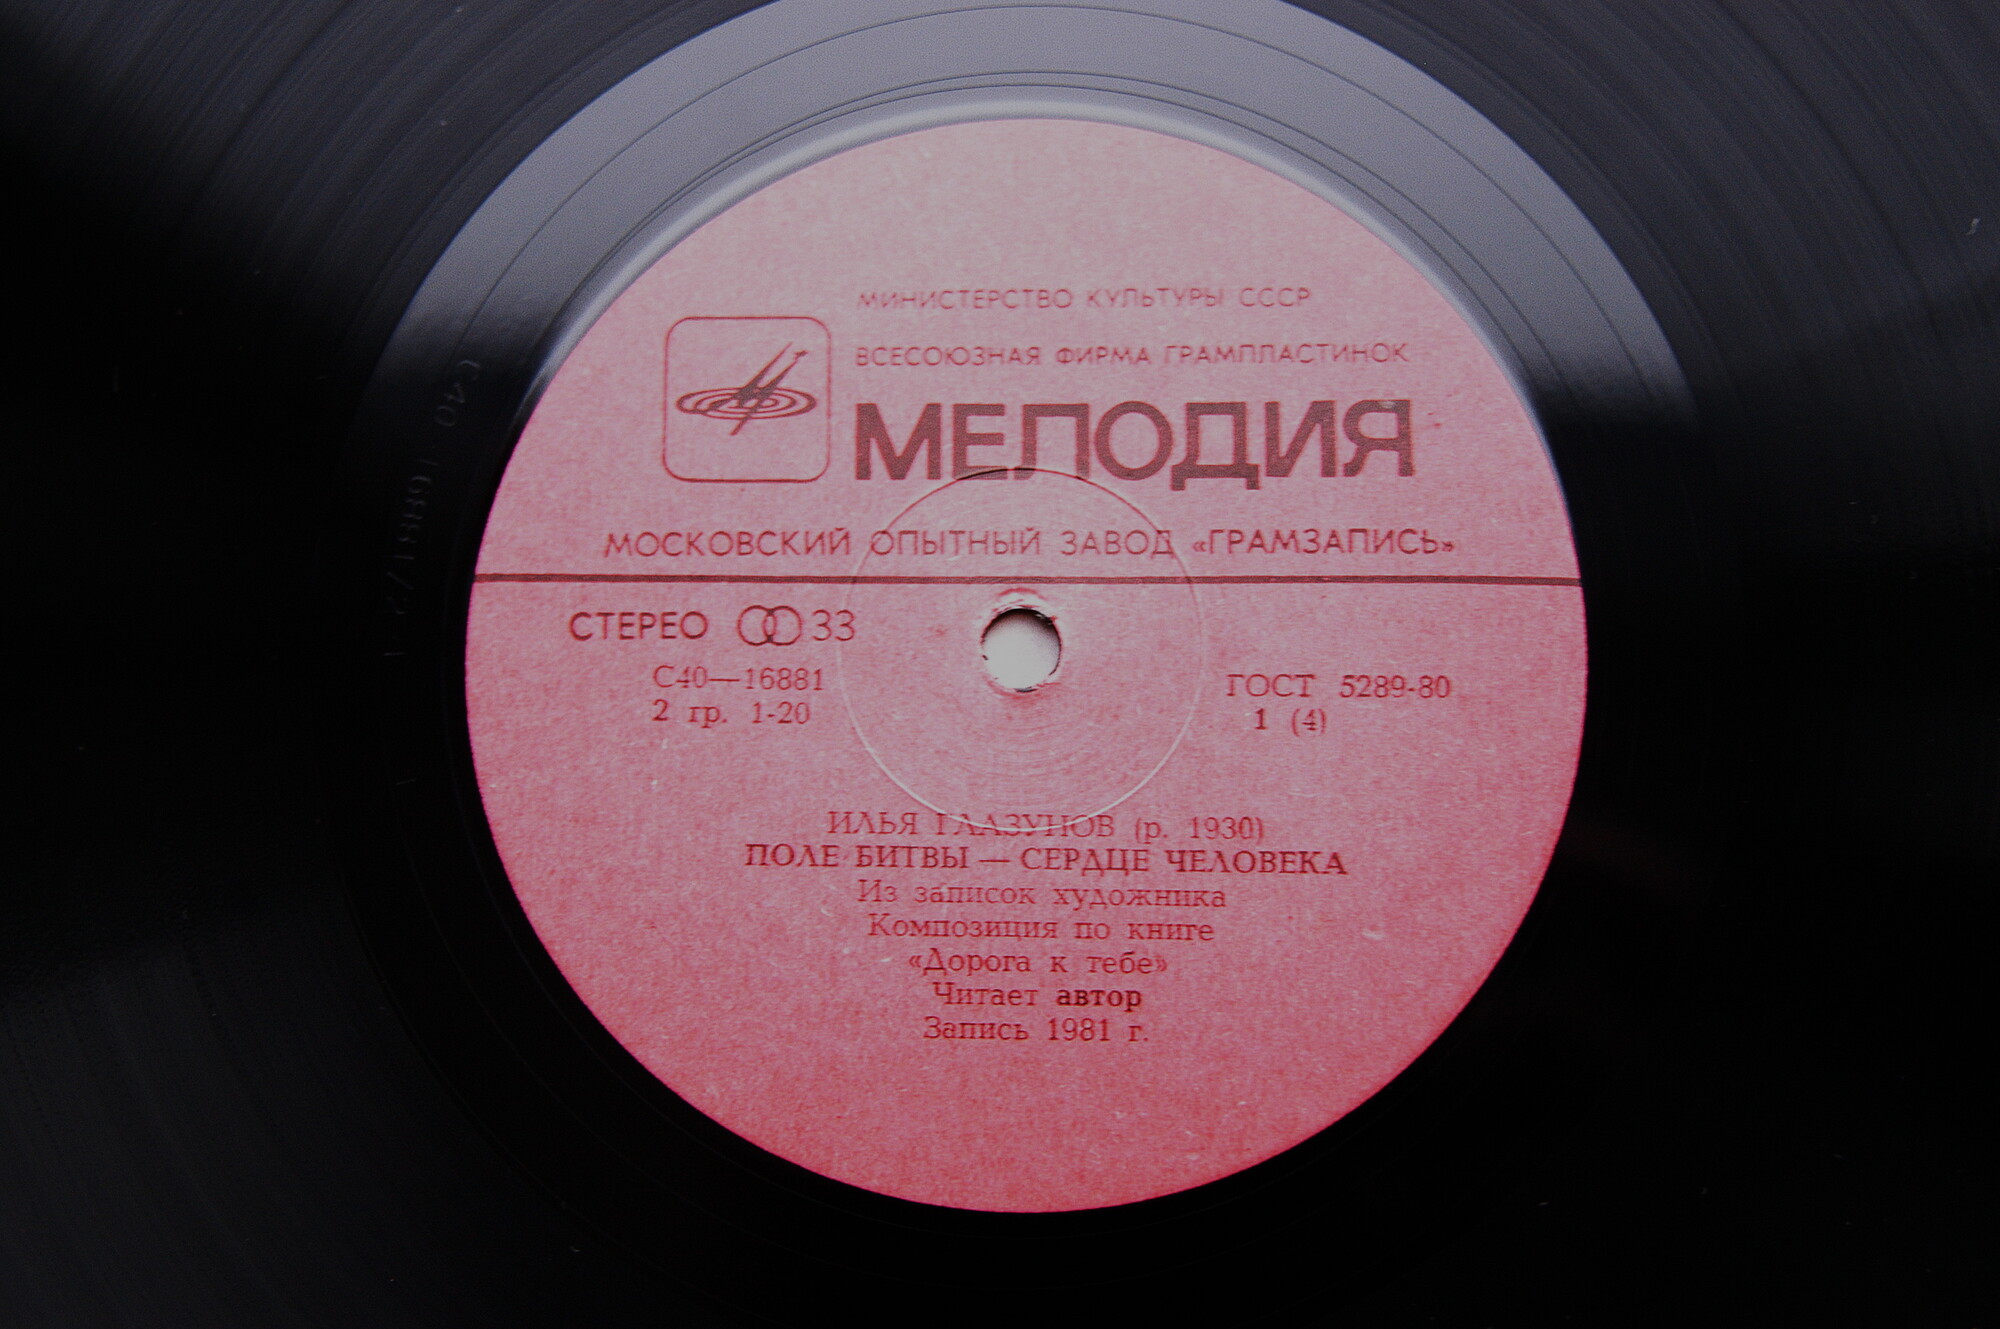 МИНИСТЕРСТВО КУЛЬТУРЫ СССР
ВСЕСОЮЗНАЯ ФИРМА ГРАМПЛАСТИНОК
МЕЛОДИЯ
МОСКОВСКИЙ ОПЫТНЫЙ ЗАВОД «ГРАМЗАПИСЬ»
СТЕРЕО 33
С40—16881
2 гр. 1-20
ГОСТ 5289-80
1 (4)
ИЛЬЯ ГЛАЗУНОВ (р. 1930)
ПОЛЕ БИТВЫ — СЕРДЦЕ ЧЕЛОВЕКА
Из записок художника
Композиция по книге
«Дорога к тебе»
Читает автор
Запись 1981 г.